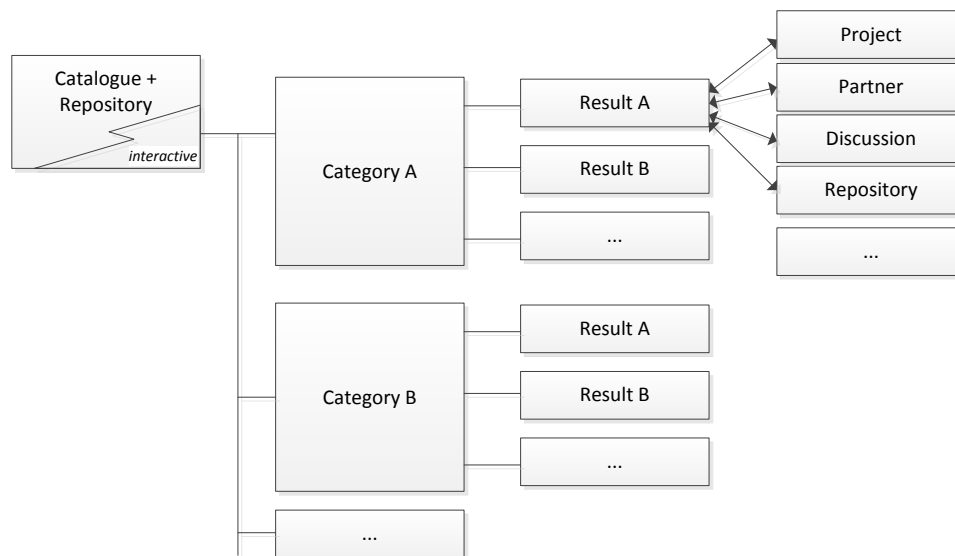 Catalogue +
Repository
interactive
Category A
Result A
Result B
...
Project
Partner
Discussion
Repository
...
Category B
Result A
Result B
...
...